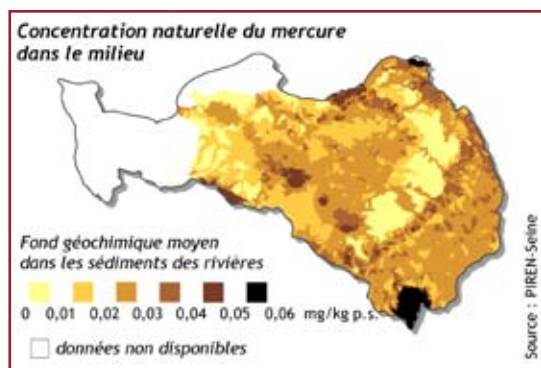 Concentration naturelle du mercure
dans le milieu
Fond géochimique moyen
dans les sédiments des rivières
0 0,01 0,02 0,03 0,04 0,05 0,06 mg/kg p.s.
données non disponibles
Source : PIREN-Seine